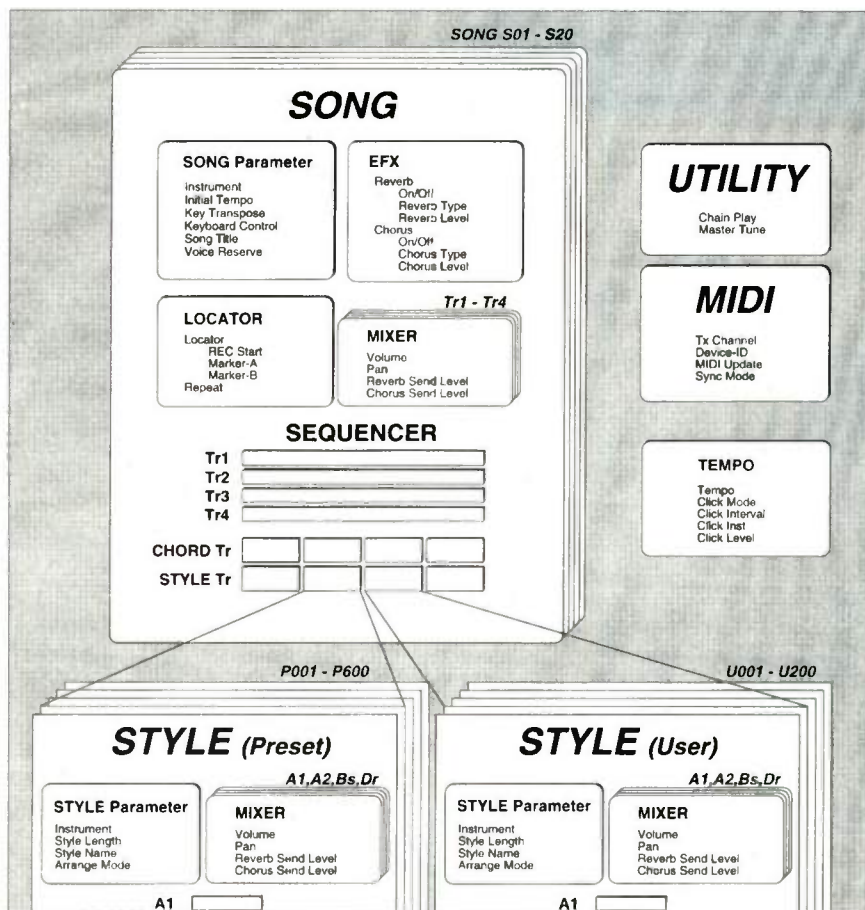 SONG S01 - S20
SONG
SONG Parameter
Instrument
Initial Tempo
Key Transpose
Keyboard Control
Song Title
Voice Reserve
EFX
Reverb
On/Off
Reverb Type
Reverb Level
Chorus
On/Off
Chorus Type
Chorus Level
LOCATOR
Locator
REC Start
Marker-A
Marker-B
Repeat
Tr1 - Tr4
MIXER
Volume
Pan
Reverb Send Level
Chorus Send Level
SEQUENCER
Tr1
Tr2
Tr3
Tr4
CHORD Tr
STYLE Tr
UTILITY
Chain Play
Master Tune
MIDI
Tx Channel
Device-ID
MIDI Update
Sync Mode
TEMPO
Tempo
Click Mode
Click Interval
Click Inst
Click Level
P001 - P600
STYLE (Preset)
STYLE Parameter
Instrument
Style Length
Style Name
Arrange Mode
A1,A2,Bs,Dr
MIXER
Volume
Pan
Reverb Send Level
Chorus Send Level
A1
U001 - U200
STYLE (User)
STYLE Parameter
Instrument
Style Length
Style Name
Arrange Mode
A1,A2,Bs,Dr
MIXER
Volume
Pan
Reverb Send Level
Chorus Send Level
A1